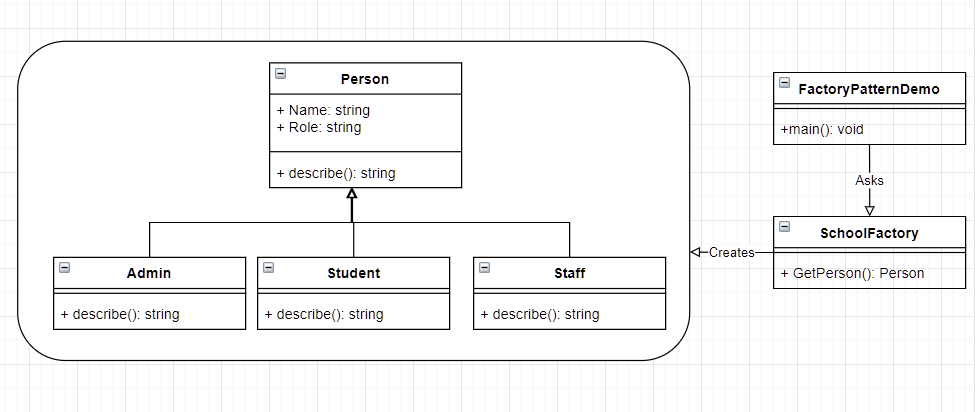 Person
+ Name: string
+ Role: string
+ describe(): string
Admin
+ describe(): string
Student
+ describe(): string
Staff
+ describe(): string
FactoryPatternDemo
+main(): void
Asks
SchoolFactory
+ GetPerson(): Person
Creates